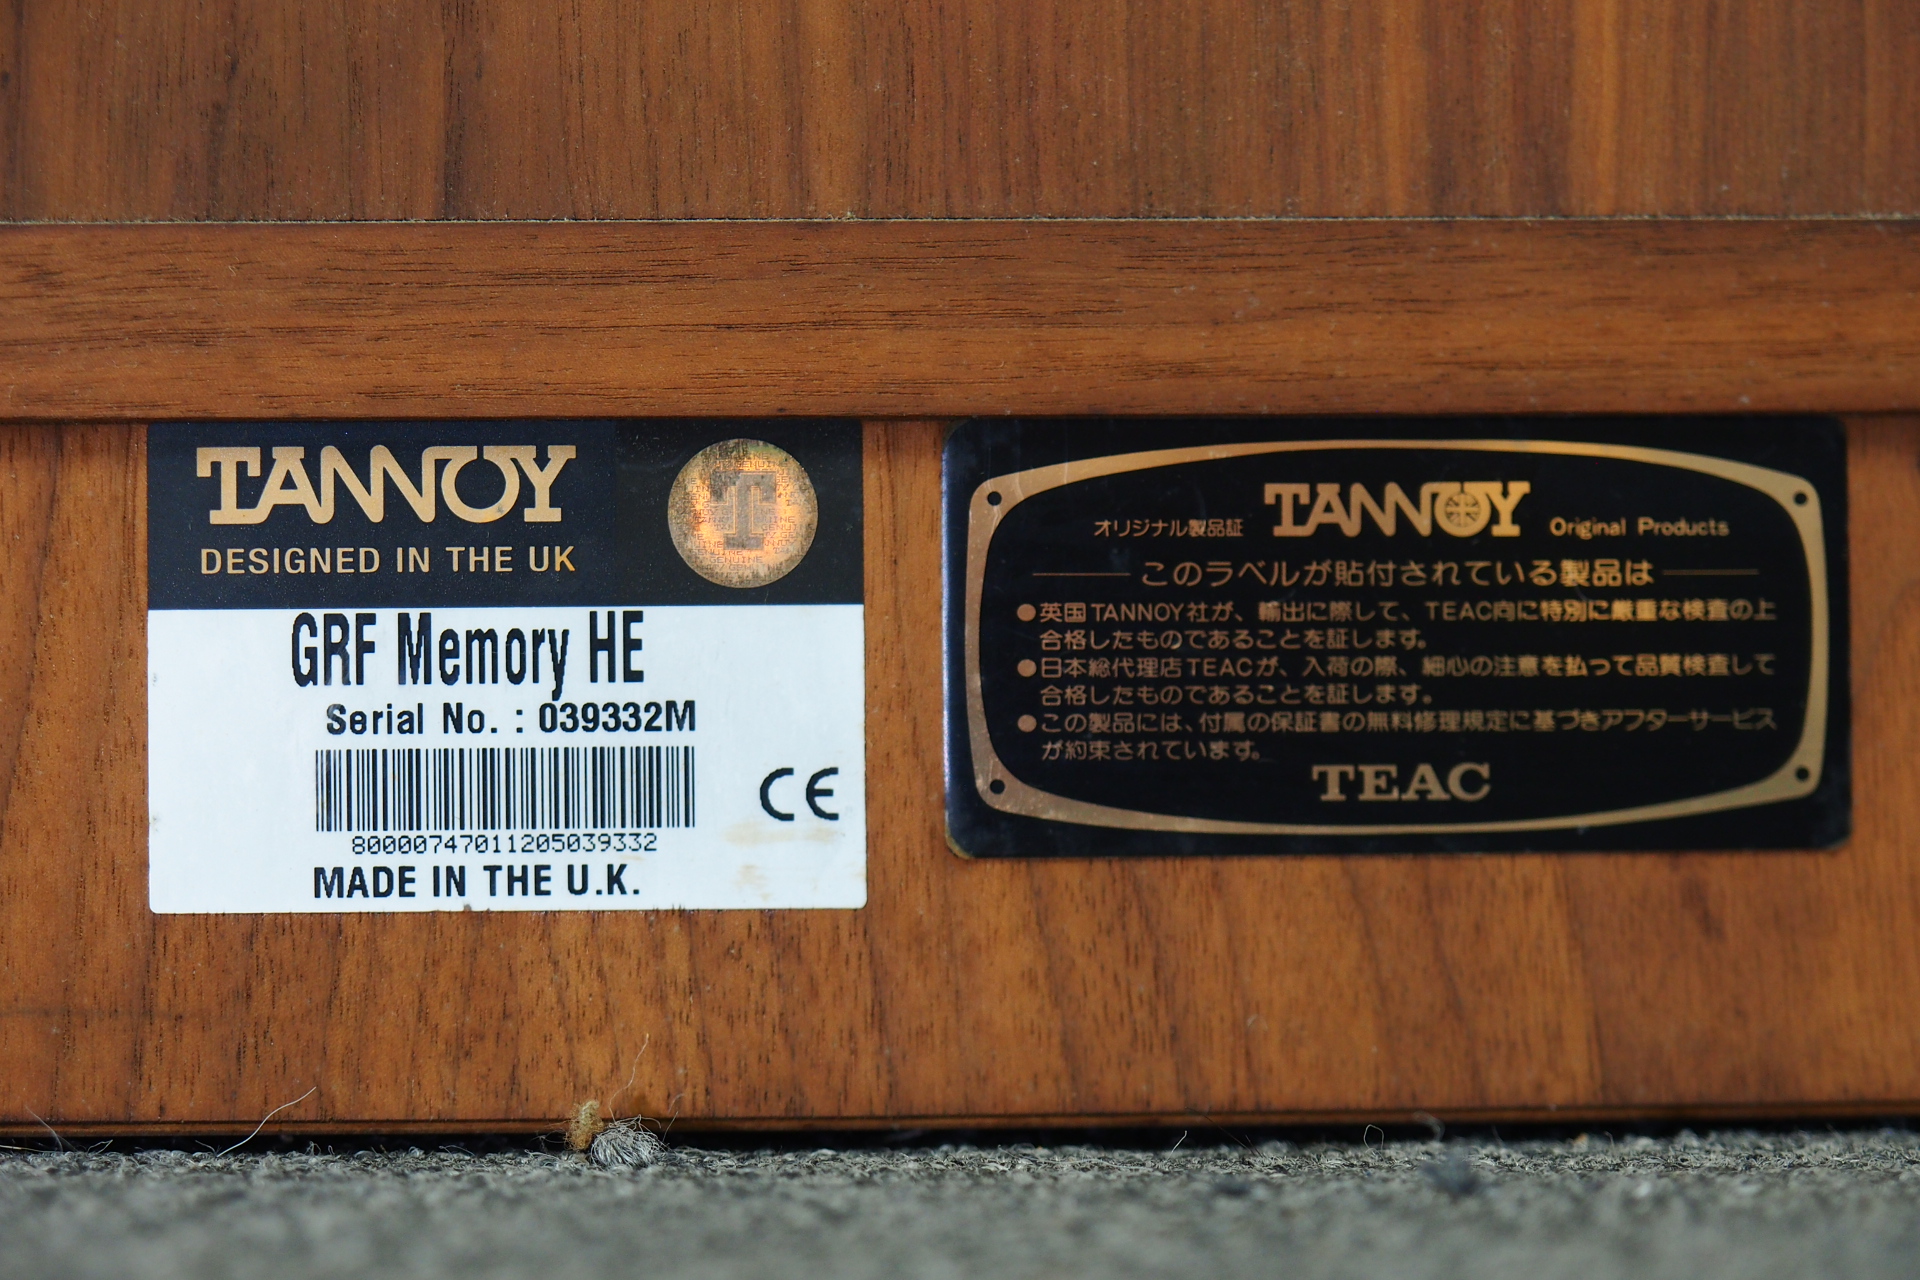 TANNOY
DESIGNED IN THE UK
GRF Memory HE
Serial No. : 039332M
80000747011205039332
MADE IN THE U.K.
CE
オリジナル製品証 TANNOY Original Products
このラベルが貼付されている製品は
●英国TANNOY社が、輸出に際して、TEAC向に特別に厳重な検査の上
合格したものであることを証します。
●日本総代理店TEACが、入荷の際、細心の注意を払って品質検査して
合格したものであることを証します。
●この製品には、付属の保証書の無料修理規定に基づきアフターサービス
が約束されています。
TEAC